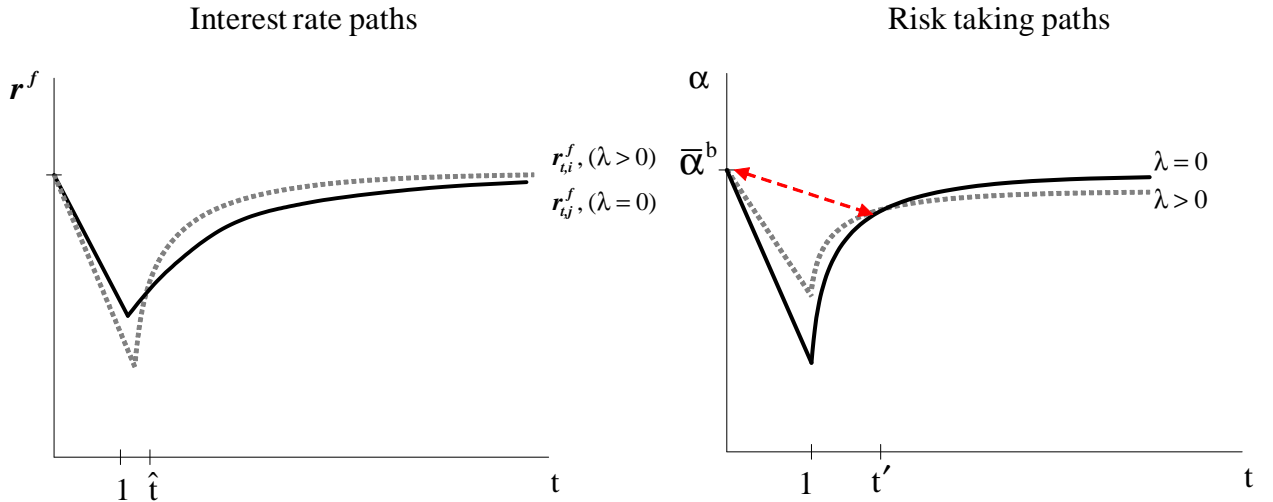 Interest rate paths
r^f
r^f_{t,i}, (λ > 0)
r^f_{t,j}, (λ = 0)
1 t̂ t
Risk taking paths
α
ᾱ^b
λ = 0
λ > 0
1 t′ t